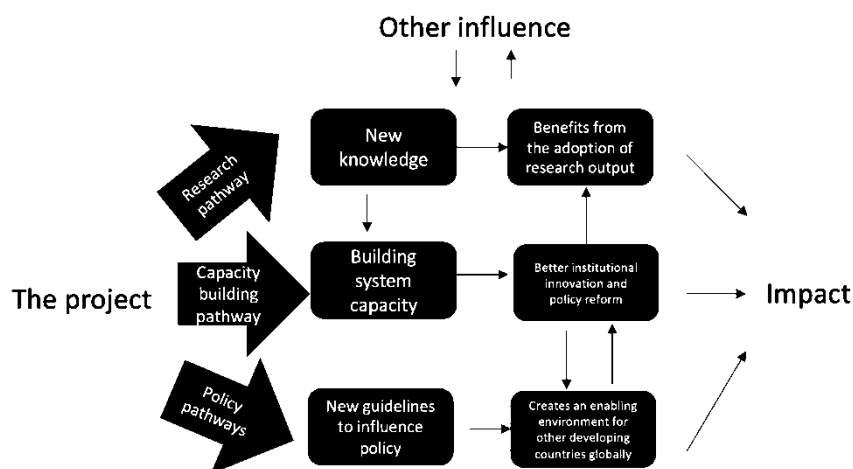 Other influence
Research
pathway
New
knowledge
Benefits from
the adoption of
research output
The project
Capacity
building
pathway
Building
system
capacity
Better institutional
innovation and
policy reform
Impact
Policy
pathways
New guidelines
to influence
policy
Creates an enabling
environment for
other developing
countries globally